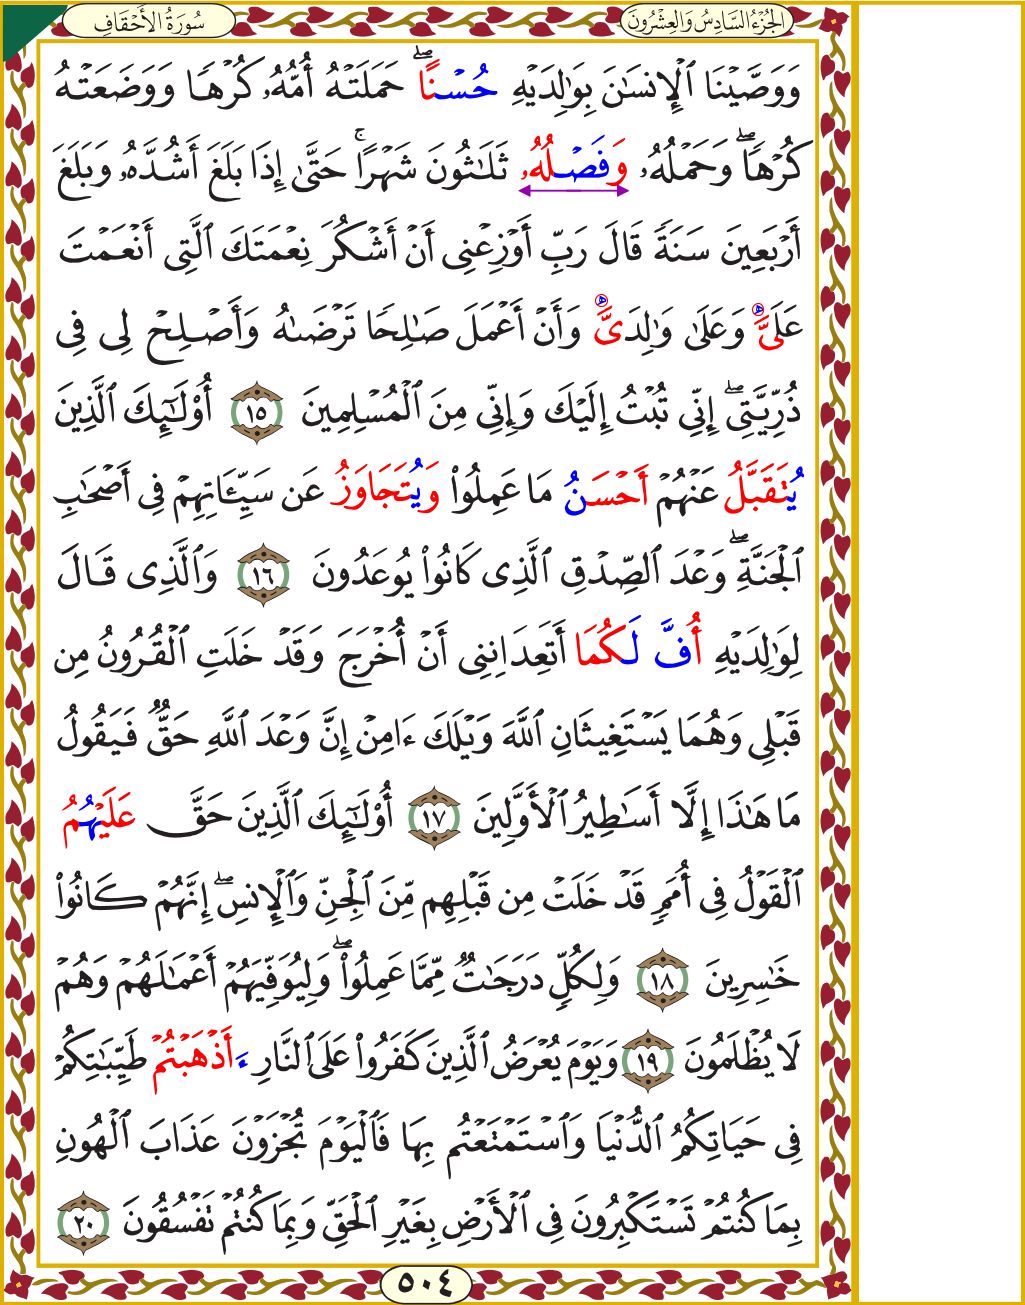 سُورَةُ الأَحْقَافِ
الجُزْءُ السَّادِسُ وَالعِشْرُونَ
وَوَصَّيْنَا ٱلْإِنسَٰنَ بِوَٰلِدَيْهِ حُسْنًاۖ حَمَلَتْهُ أُمُّهُۥ كُرْهًا وَوَضَعَتْهُ
كُرْهًاۖ وَحَمْلُهُۥ وَفَصْلُهُۥ ثَلَٰثُونَ شَهْرًاۚ حَتَّىٰٓ إِذَا بَلَغَ أَشُدَّهُۥ وَبَلَغَ
أَرْبَعِينَ سَنَةً قَالَ رَبِّ أَوْزِعْنِىٓ أَنْ أَشْكُرَ نِعْمَتَكَ ٱلَّتِىٓ أَنْعَمْتَ
عَلَىَّهْ وَعَلَىٰ وَٰلِدَىَّهْ وَأَنْ أَعْمَلَ صَٰلِحًا تَرْضَىٰهُ وَأَصْلِحْ لِى فِى
ذُرِّيَّتِىٓۖ إِنِّى تُبْتُ إِلَيْكَ وَإِنِّى مِنَ ٱلْمُسْلِمِينَ ١٥ أُوْلَٰٓئِكَ ٱلَّذِينَ
يُتَقَبَّلُ عَنْهُمْ أَحْسَنُ مَا عَمِلُوا۟ وَيُتَجَاوَزُ عَن سَيِّـَٔاتِهِمْ فِىٓ أَصْحَٰبِ
ٱلْجَنَّةِۖ وَعْدَ ٱلصِّدْقِ ٱلَّذِى كَانُوا۟ يُوعَدُونَ ١٦ وَٱلَّذِى قَالَ
لِوَٰلِدَيْهِ أُفَّ لَكُمَا أَتَعِدَانِنِىٓ أَنْ أُخْرَجَ وَقَدْ خَلَتِ ٱلْقُرُونُ مِن
قَبْلِى وَهُمَا يَسْتَغِيثَانِ ٱللَّهَ وَيْلَكَ ءَامِنْ إِنَّ وَعْدَ ٱللَّهِ حَقٌّ فَيَقُولُ
مَا هَٰذَآ إِلَّآ أَسَٰطِيرُ ٱلْأَوَّلِينَ ١٧ أُوْلَٰٓئِكَ ٱلَّذِينَ حَقَّ عَلَيْهُمُ
ٱلْقَوْلُ فِىٓ أُمَمٍ قَدْ خَلَتْ مِن قَبْلِهِم مِّنَ ٱلْجِنِّ وَٱلْإِنسِۖ إِنَّهُمْ كَانُوا۟
خَٰسِرِينَ ١٨ وَلِكُلٍّ دَرَجَٰتٌ مِّمَّا عَمِلُوا۟ۖ وَلِيُوَفِّيَهُمْ أَعْمَٰلَهُمْ وَهُمْ
لَا يُظْلَمُونَ ١٩ وَيَوْمَ يُعْرَضُ ٱلَّذِينَ كَفَرُوا۟ عَلَى ٱلنَّارِ ءَأَذْهَبْتُمْ طَيِّبَٰتِكُمْ
فِى حَيَاتِكُمُ ٱلدُّنْيَا وَٱسْتَمْتَعْتُم بِهَا فَٱلْيَوْمَ تُجْزَوْنَ عَذَابَ ٱلْهُونِ
بِمَا كُنتُمْ تَسْتَكْبِرُونَ فِى ٱلْأَرْضِ بِغَيْرِ ٱلْحَقِّ وَبِمَا كُنتُمْ تَفْسُقُونَ ٢٠
٥٠٤